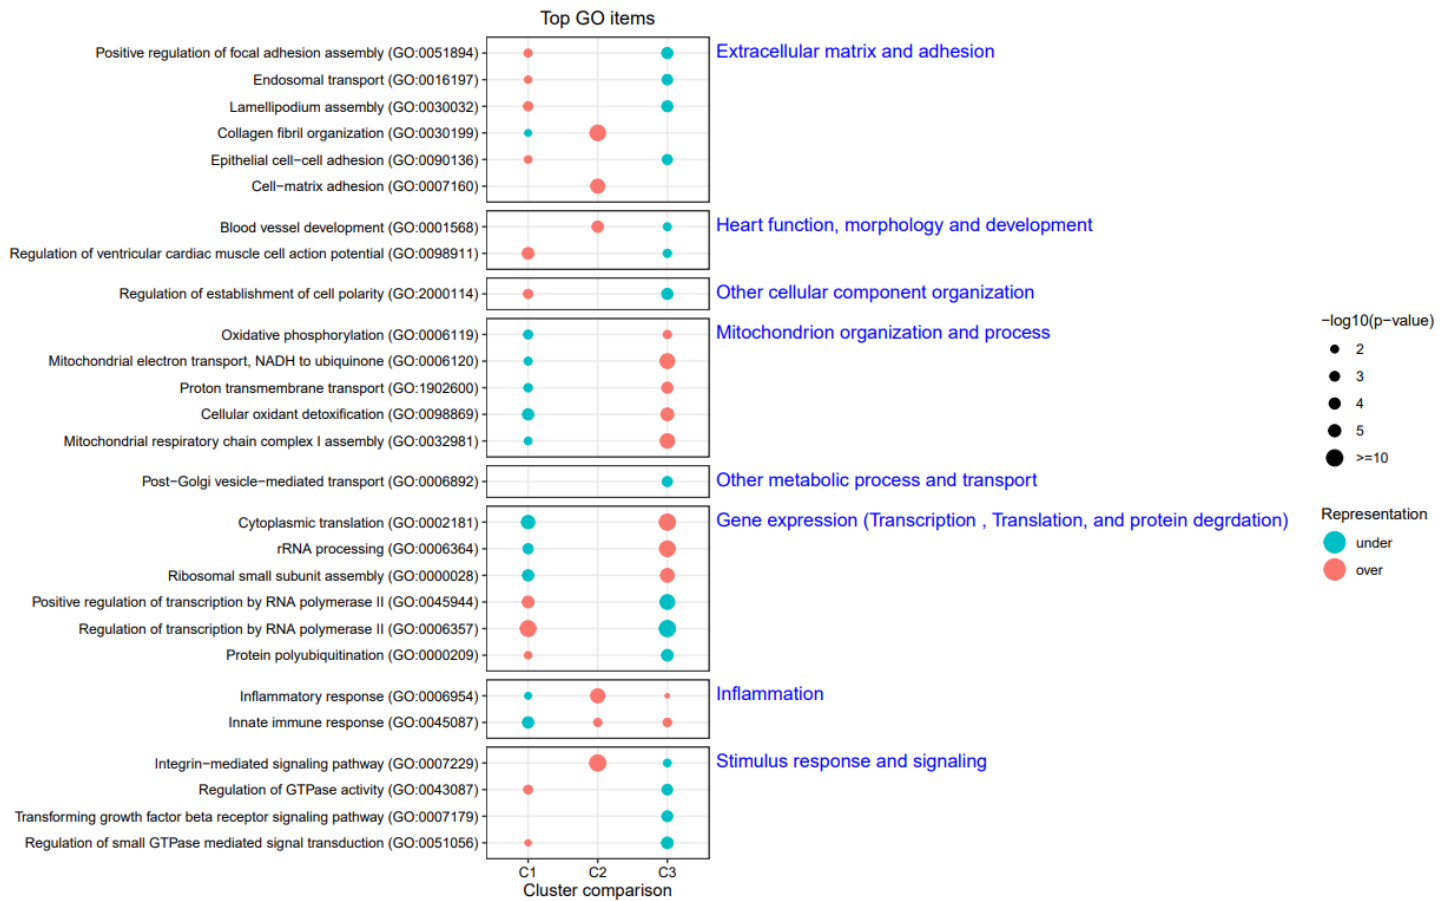 Top GO items
Positive regulation of focal adhesion assembly (GO:0051894)
Extracellular matrix and adhesion
Endosomal transport (GO:0016197)
Lamellipodium assembly (GO:0030032)
Collagen fibril organization (GO:0030199)
Epithelial cell−cell adhesion (GO:0090136)
Cell−matrix adhesion (GO:0007160)
Blood vessel development (GO:0001568)
Heart function, morphology and development
Regulation of ventricular cardiac muscle cell action potential (GO:0098911)
Regulation of establishment of cell polarity (GO:2000114)
Other cellular component organization
Oxidative phosphorylation (GO:0006119)
Mitochondrion organization and process
Mitochondrial electron transport, NADH to ubiquinone (GO:0006120)
Proton transmembrane transport (GO:1902600)
Cellular oxidant detoxification (GO:0098869)
Mitochondrial respiratory chain complex I assembly (GO:0032981)
Post−Golgi vesicle−mediated transport (GO:0006892)
Other metabolic process and transport
Cytoplasmic translation (GO:0002181)
Gene expression (Transcription , Translation, and protein degrdation)
rRNA processing (GO:0006364)
Ribosomal small subunit assembly (GO:0000028)
Positive regulation of transcription by RNA polymerase II (GO:0045944)
Regulation of transcription by RNA polymerase II (GO:0006357)
Protein polyubiquitination (GO:0000209)
Inflammatory response (GO:0006954)
Inflammation
Innate immune response (GO:0045087)
Integrin−mediated signaling pathway (GO:0007229)
Stimulus response and signaling
Regulation of GTPase activity (GO:0043087)
Transforming growth factor beta receptor signaling pathway (GO:0007179)
Regulation of small GTPase mediated signal transduction (GO:0051056)
C1 C2 C3
Cluster comparison
−log10(p−value)
2
3
4
5
>=10
Representation
under
over